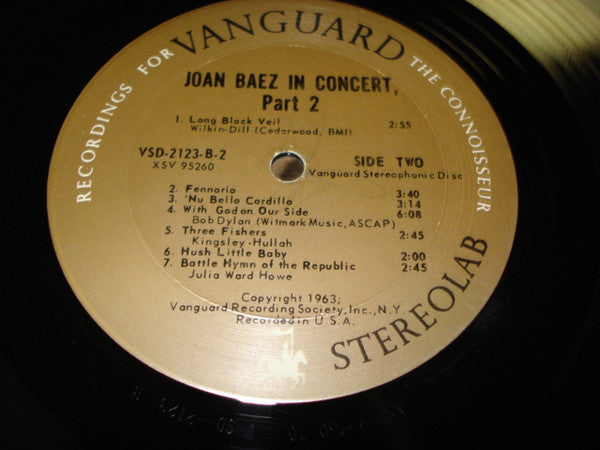 RECORDINGS FOR VANGUARD THE CONNOISSEUR
JOAN BAEZ IN CONCERT,
Part 2
1. Long Black Veil 2:55
Wilkin-Dill (Cedarwood, BMI)
VSD-2123-B-2 SIDE TWO
XSV 95260 Vanguard Stereophonic Disc
2. Fennario 3:40
3. 'Nu Bello Cardillo 3:14
4. With God on Our Side 6:08
Bob Dylan (Witmark Music, ASCAP)
5. Three Fishers 2:45
Kingsley-Hullah
6. Hush Little Baby 2:00
7. Battle Hymn of the Republic 2:45
Julia Ward Howe
Copyright 1963;
Vanguard Recording Society, Inc., N.Y.
Recorded in U.S.A.
STEREOLAB